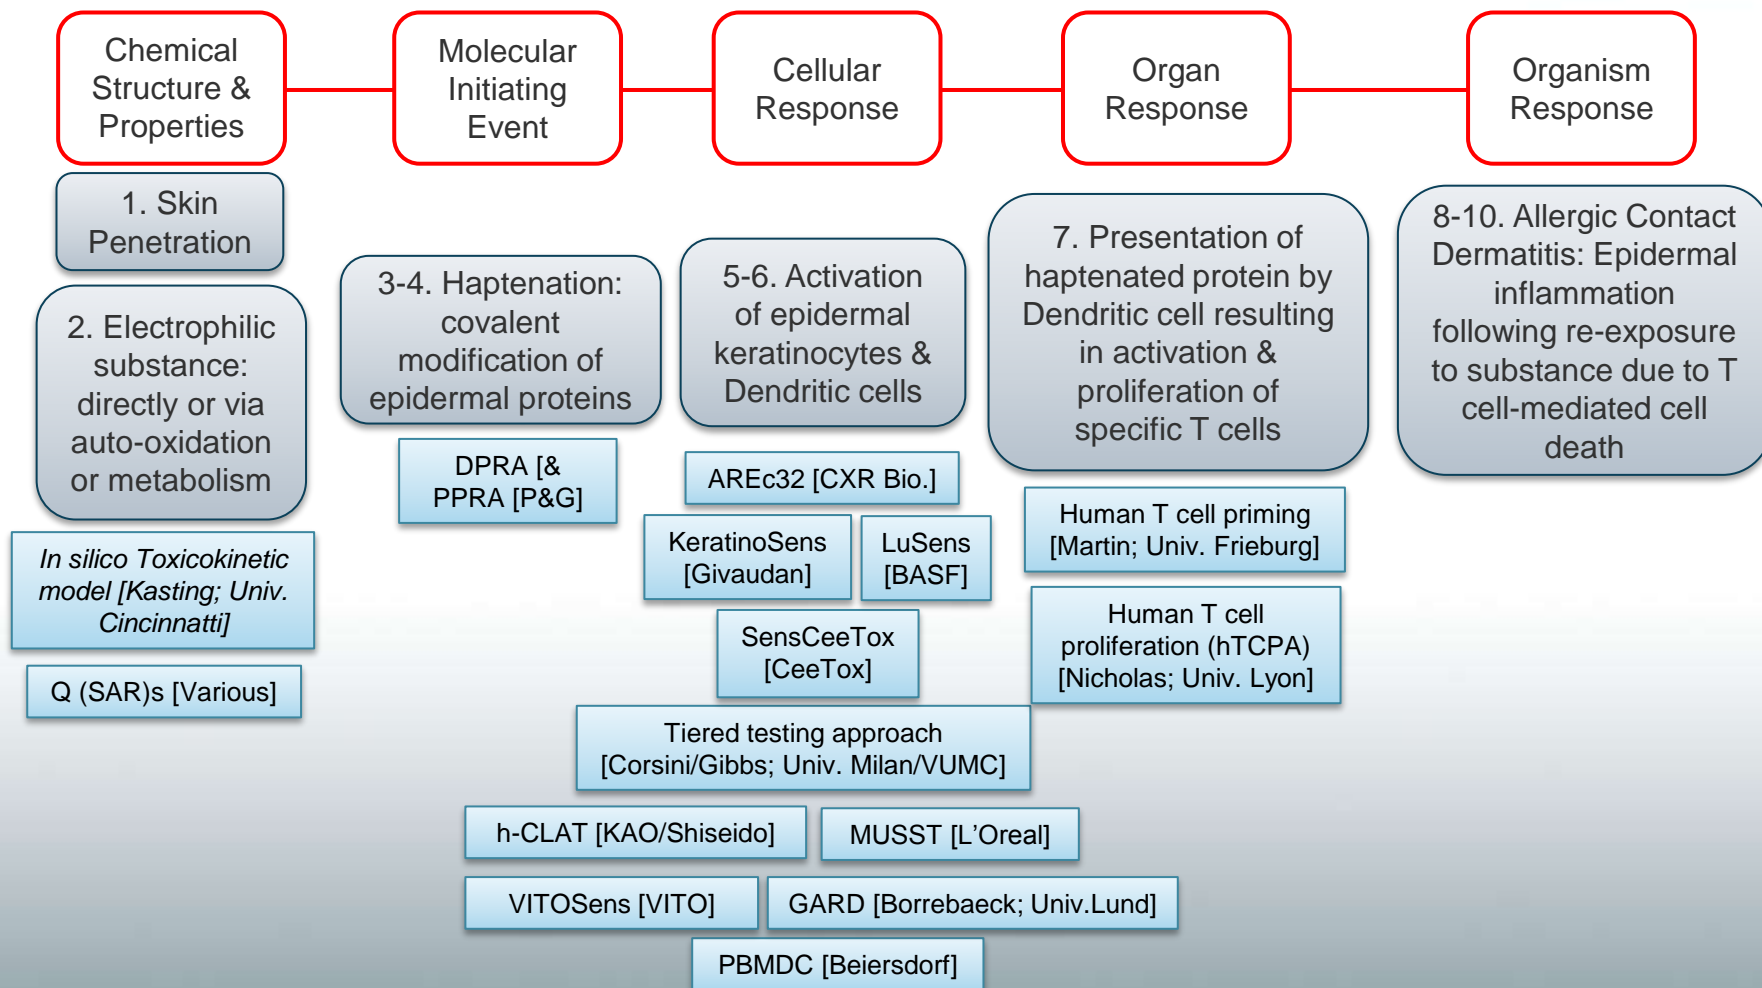 Chemical
Structure &
Properties
Molecular
Initiating
Event
Cellular
Response
Organ
Response
Organism
Response
1. Skin
Penetration
2. Electrophilic
substance:
directly or via
auto-oxidation
or metabolism
In silico Toxicokinetic
model [Kasting; Univ.
Cincinnatti]
Q (SAR)s [Various]
3-4. Haptenation:
covalent
modification of
epidermal proteins
DPRA [&
PPRA [P&G]
5-6. Activation
of epidermal
keratinocytes &
Dendritic cells
AREc32 [CXR Bio.]
KeratinoSens
[Givaudan]
LuSens
[BASF]
SensCeeTox
[CeeTox]
Tiered testing approach
[Corsini/Gibbs; Univ. Milan/VUMC]
h-CLAT [KAO/Shiseido]
MUSST [L'Oreal]
VITOSens [VITO]
GARD [Borrebaeck; Univ.Lund]
PBMDC [Beiersdorf]
7. Presentation of
haptenated protein by
Dendritic cell resulting
in activation &
proliferation of
specific T cells
Human T cell priming
[Martin; Univ. Frieburg]
Human T cell
proliferation (hTCPA)
[Nicholas; Univ. Lyon]
8-10. Allergic Contact
Dermatitis: Epidermal
inflammation
following re-exposure
to substance due to T
cell-mediated cell
death